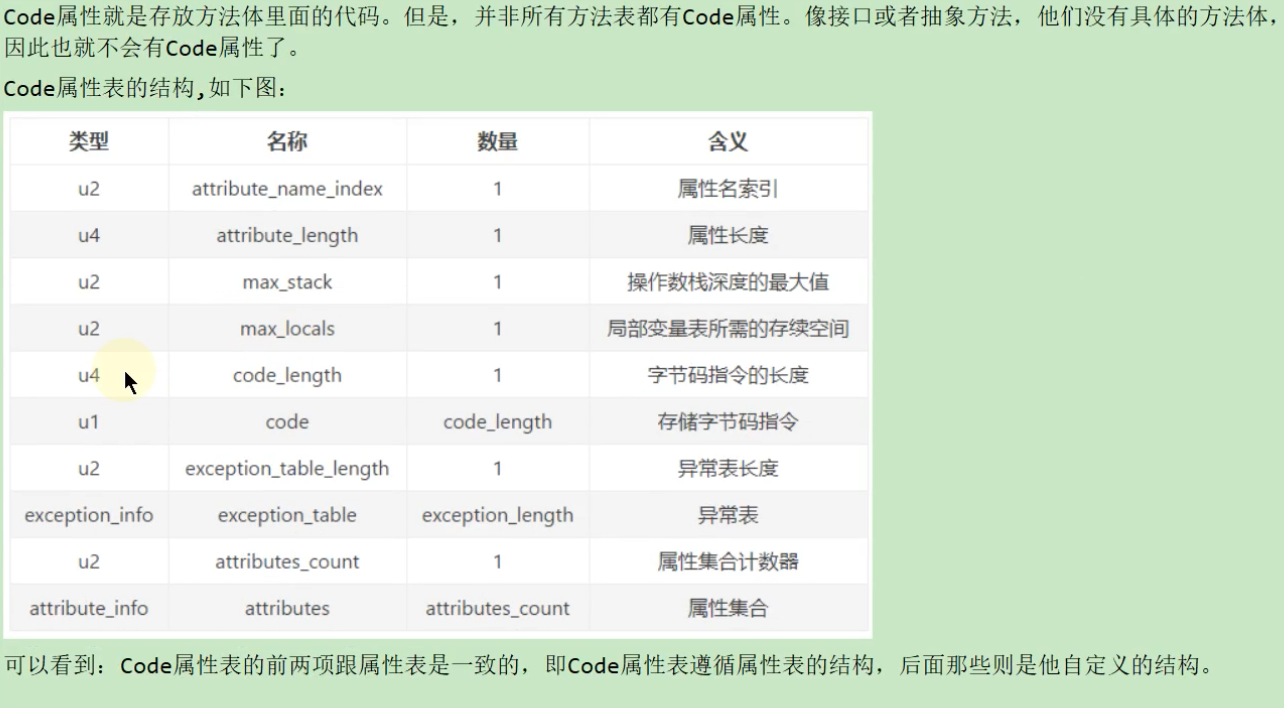 Code属性就是存放方法体里面的代码。但是，并非所有方法表都有Code属性。像接口或者抽象方法，他们没有具体的方法体，
因此也就不会有Code属性了。
Code属性表的结构,如下图：
类型 名称 数量 含义
u2 attribute_name_index 1 属性名索引
u4 attribute_length 1 属性长度
u2 max_stack 1 操作数栈深度的最大值
u2 max_locals 1 局部变量表所需的存续空间
u4 code_length 1 字节码指令的长度
u1 code code_length 存储字节码指令
u2 exception_table_length 1 异常表长度
exception_info exception_table exception_length 异常表
u2 attributes_count 1 属性集合计数器
attribute_info attributes attributes_count 属性集合
可以看到：Code属性表的前两项跟属性表是一致的，即Code属性表遵循属性表的结构，后面那些则是他自定义的结构。